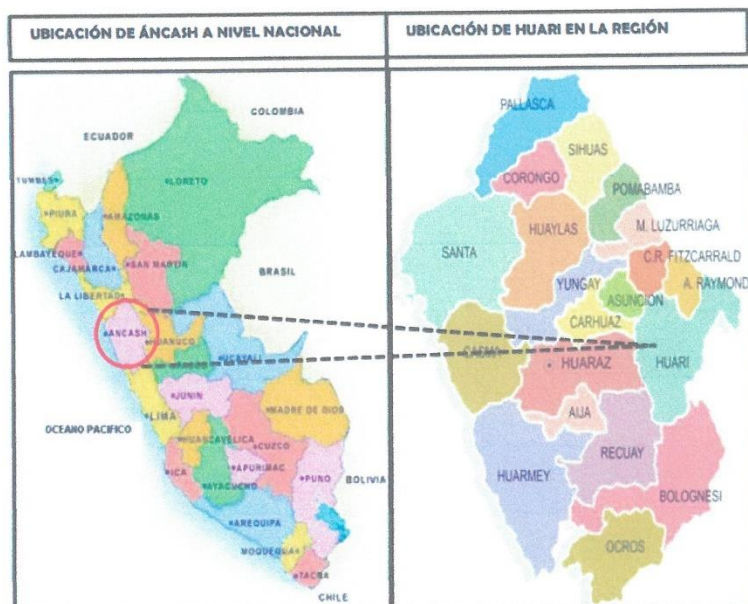 UBICACIÓN DE ÁNCASH A NIVEL NACIONAL
UBICACIÓN DE HUARI EN LA REGIÓN
COLOMBIA
ECUADOR
TUMBES
LORETO
PIURA
AMAZONAS
LAMBAYEQUE
CAJAMARCA
SAN MARTIN
BRASIL
LA LIBERTAD
ANCASH
HUANUCO
UCAYALI
JUNIN
LIMA
MADRE DE DIOS
OCEANO PACIFICO
HUANCAVELICA
CUZCO
ICA
APURIMAC
AYACUCHO
PUNO
BOLIVIA
AREQUIPA
MOQUEGUA
TACNA
CHILE
PALLASCA
SIHUAS
CORONGO
POMABAMBA
HUAYLAS
M. LUZURRIAGA
SANTA
C.R. FITZCARRALD
YUNGAY
A. RAYMOND
ASUNCIÓN
CARHUAZ
CASMA
HUARAZ
HUARI
AIJA
RECUAY
HUARMEY
BOLOGNESI
OCROS